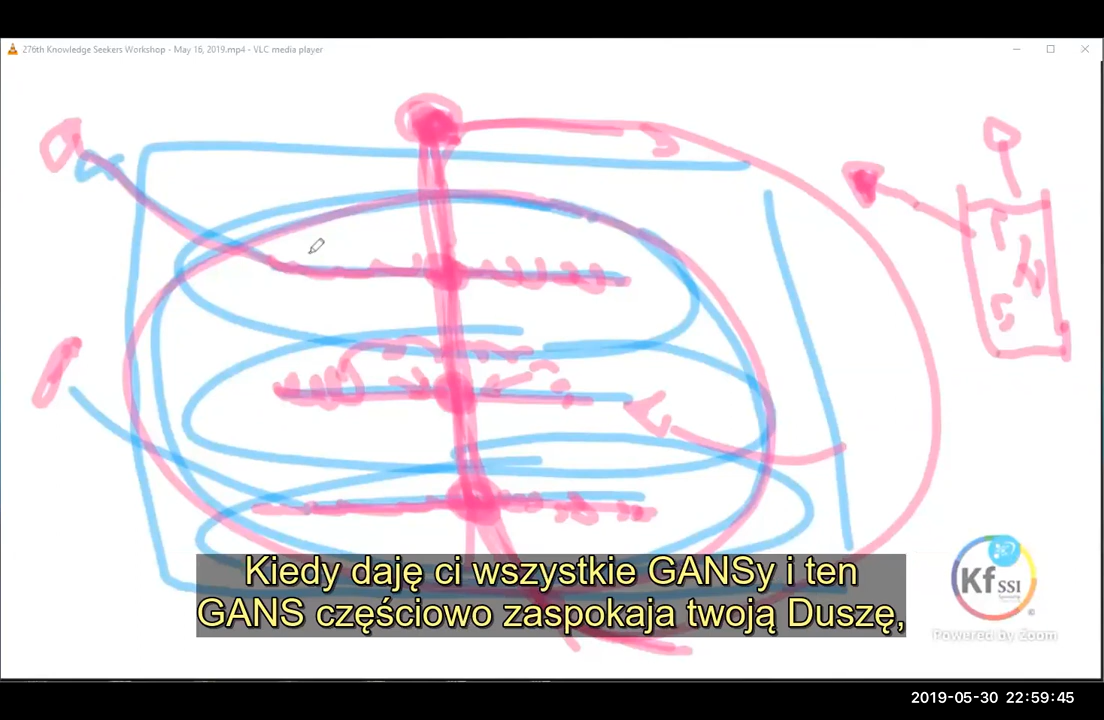 276th Knowledge Seekers Workshop - May 16, 2019.mp4 - VLC media player
Kiedy daję ci wszystkie GANSy i ten
GANS częściowo zaspokaja twoją Duszę,
Kf SSI
Powered by Zoom
2019-05-30 22:59:45